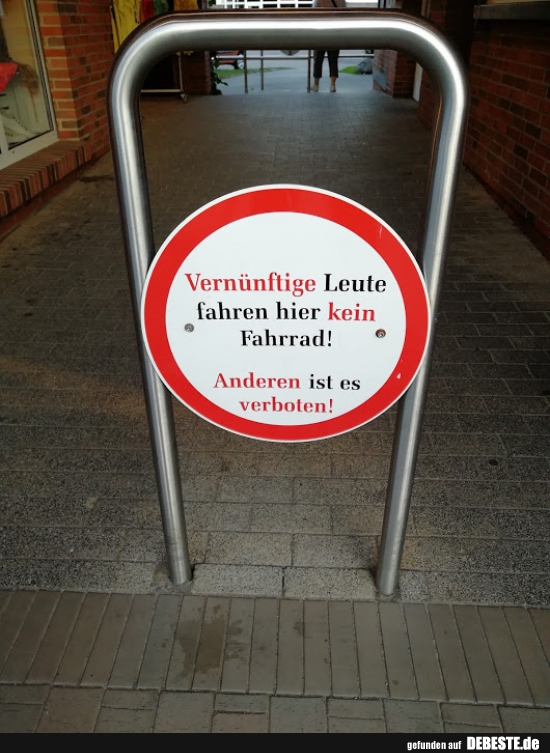 Vernünftige Leute
fahren hier kein
Fahrrad!
Anderen ist es
verboten!
gefunden auf DEBESTE.de